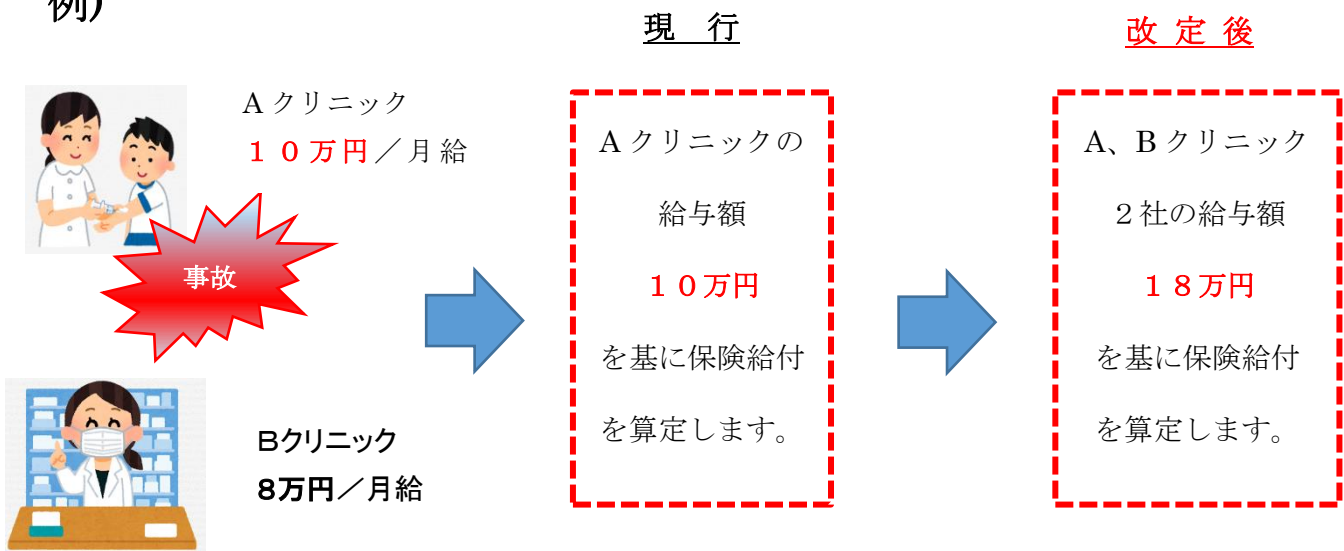 例)
現　行
改 定 後
A クリニック
１０万円／月給
事故
Bクリニック
8万円／月給
A クリニックの
給与額
１０万円
を基に保険給付
を算定します。
A、B クリニック
２社の給与額
１８万円
を基に保険給付
を算定します。